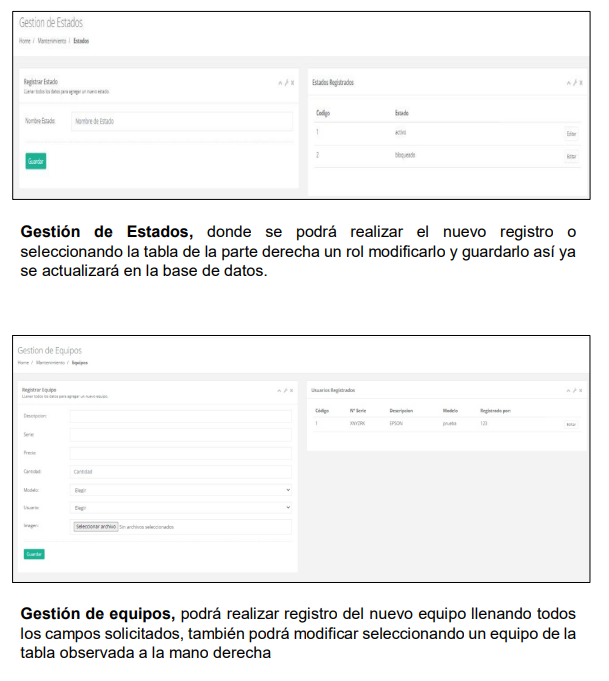 Gestion de Estados
Home / Mantenimiento / Estados
Registrar Estado
Llenar todos los datos para agregar un nuevo estado.
Nombre Estado:
Nombre de Estado
Guardar
Estados Registrados
Codigo Estado
1 activo Editar
2 bloqueado Editar
Gestión de Estados, donde se podrá realizar el nuevo registro o
seleccionando la tabla de la parte derecha un rol modificarlo y guardarlo así ya
se actualizará en la base de datos.
Gestion de Equipos
Home / Mantenimiento / Equipos
Registrar Equipo
Llenar todos los datos para agregar un nuevo equipo.
Descripcion:
Serie:
Precio:
Cantidad: Cantidad
Modelo: Elegir
Usuario: Elegir
Imagen: Seleccionar archivo Sin archivos seleccionados
Guardar
Usuarios Registrados
Código Nº Serie Descripcion Modelo Registrado por:
1 EPSON prueba 123 Editar
Gestión de equipos, podrá realizar registro del nuevo equipo llenando todos
los campos solicitados, también podrá modificar seleccionando un equipo de la
tabla observada a la mano derecha